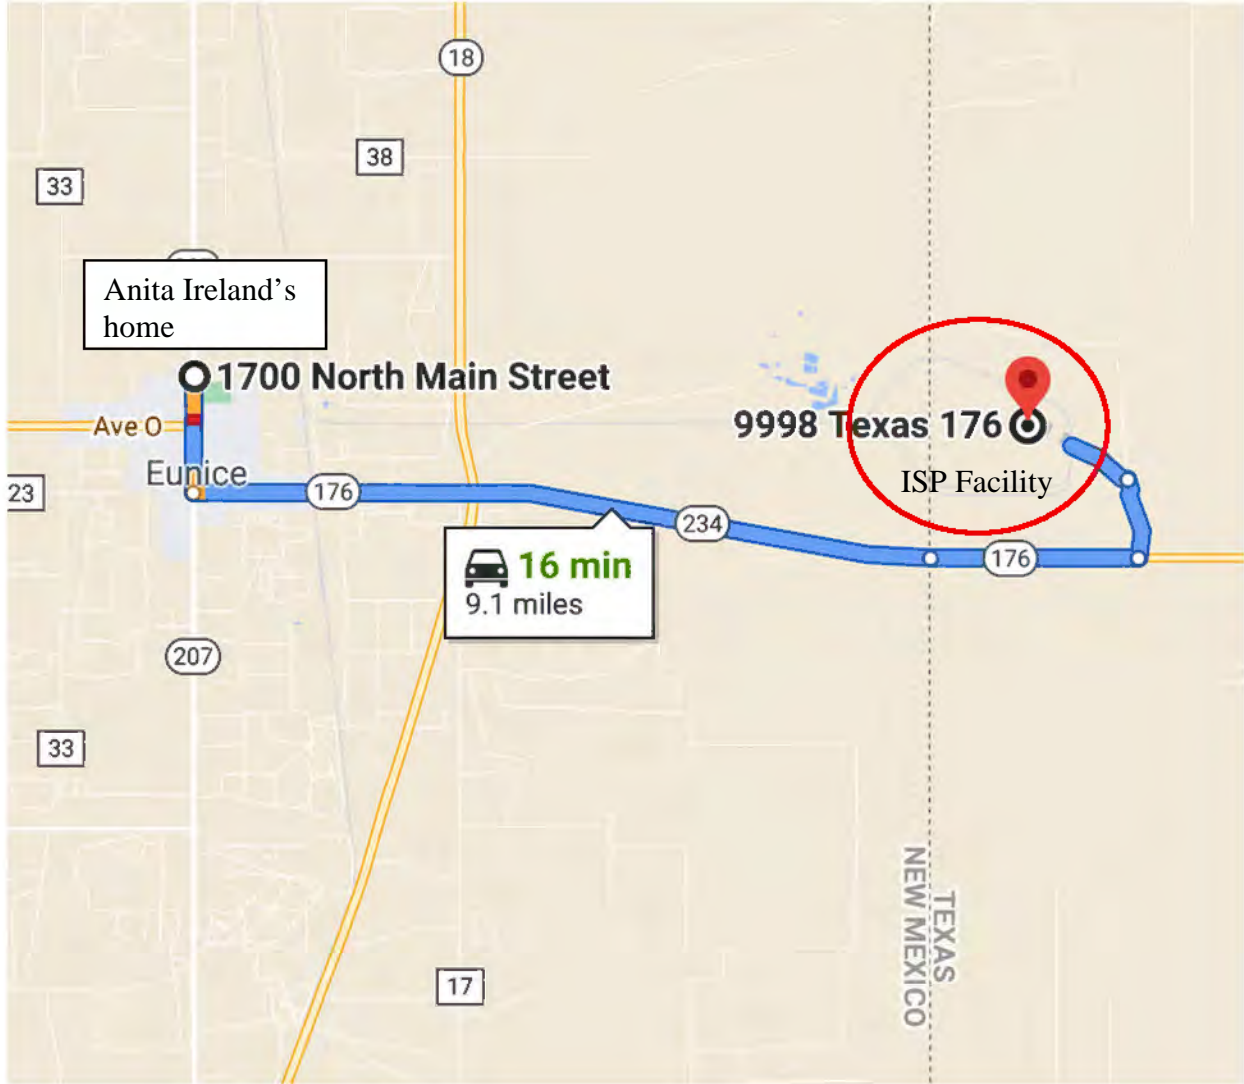 18
38
33
Anita Ireland's
home
1700 North Main Street
Ave O
9998 Texas 176
Eunice
ISP Facility
23
176
234
16 min
9.1 miles
176
207
33
NEW MEXICO
TEXAS
17